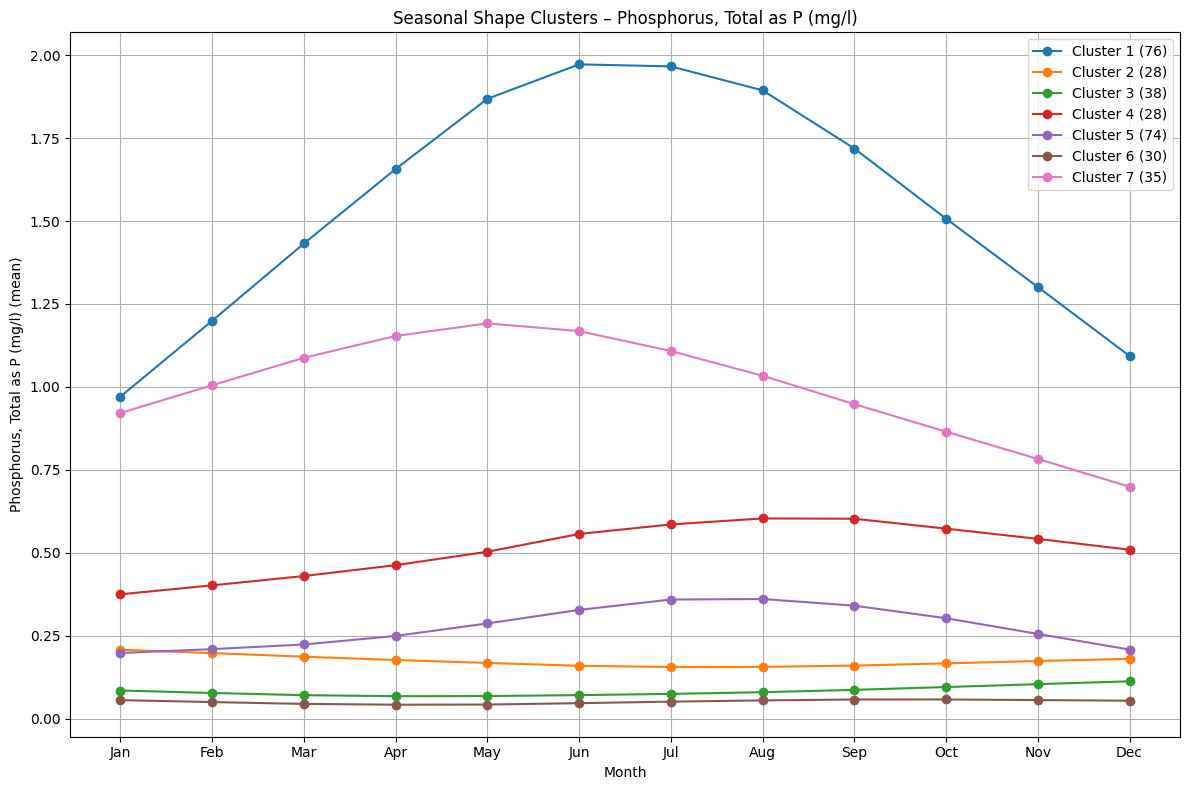 Seasonal Shape Clusters – Phosphorus, Total as P (mg/l)
Phosphorus, Total as P (mg/l) (mean)
2.00
1.75
1.50
1.25
1.00
0.75
0.50
0.25
0.00
Cluster 1 (76)
Cluster 2 (28)
Cluster 3 (38)
Cluster 4 (28)
Cluster 5 (74)
Cluster 6 (30)
Cluster 7 (35)
Jan Feb Mar Apr May Jun Jul Aug Sep Oct Nov Dec
Month